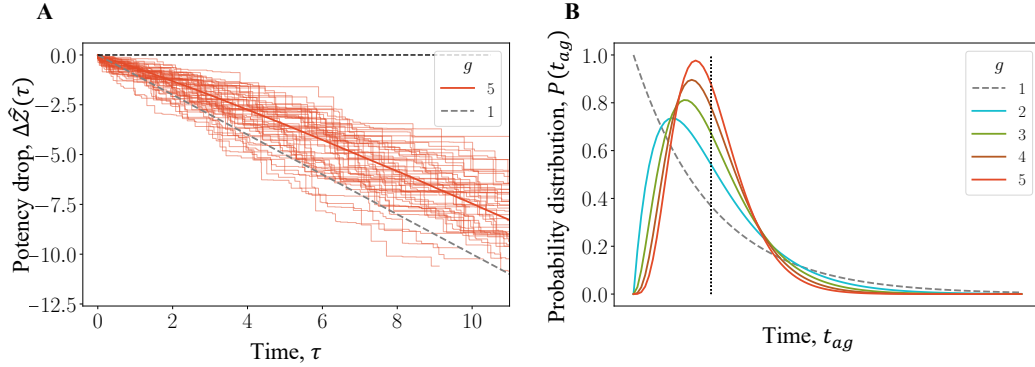 A
0.0
−2.5
−5.0
−7.5
−10.0
−12.5
Potency drop, ΔẐ(τ)
0 2 4 6 8 10
Time, τ
g
5
1
B
1.0
0.8
0.6
0.4
0.2
0.0
Probability distribution, P(t_ag)
Time, t_ag
g
1
2
3
4
5